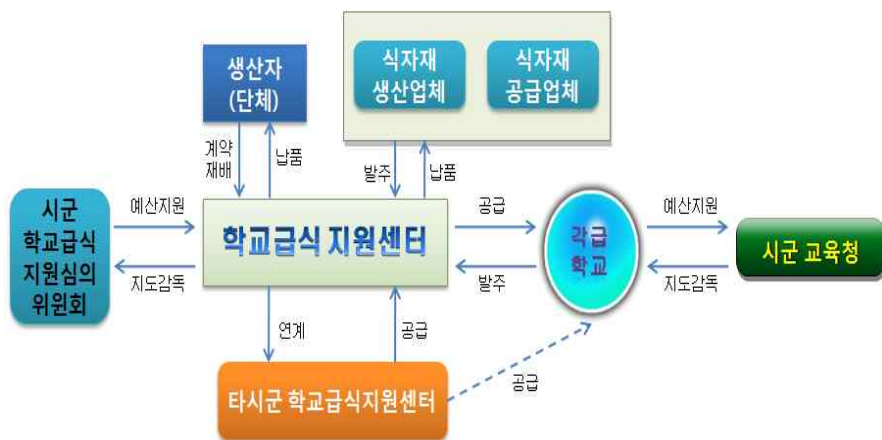 생산자
(단체)
식자재
생산업체
식자재
공급업체
계약
재배
납품
발주
납품
시군
학교급식
지원심의
위원회
예산지원
지도감독
학교급식 지원센터
공급
발주
각급
학교
예산지원
지도감독
시군 교육청
연계
공급
타시군 학교급식지원센터
공급